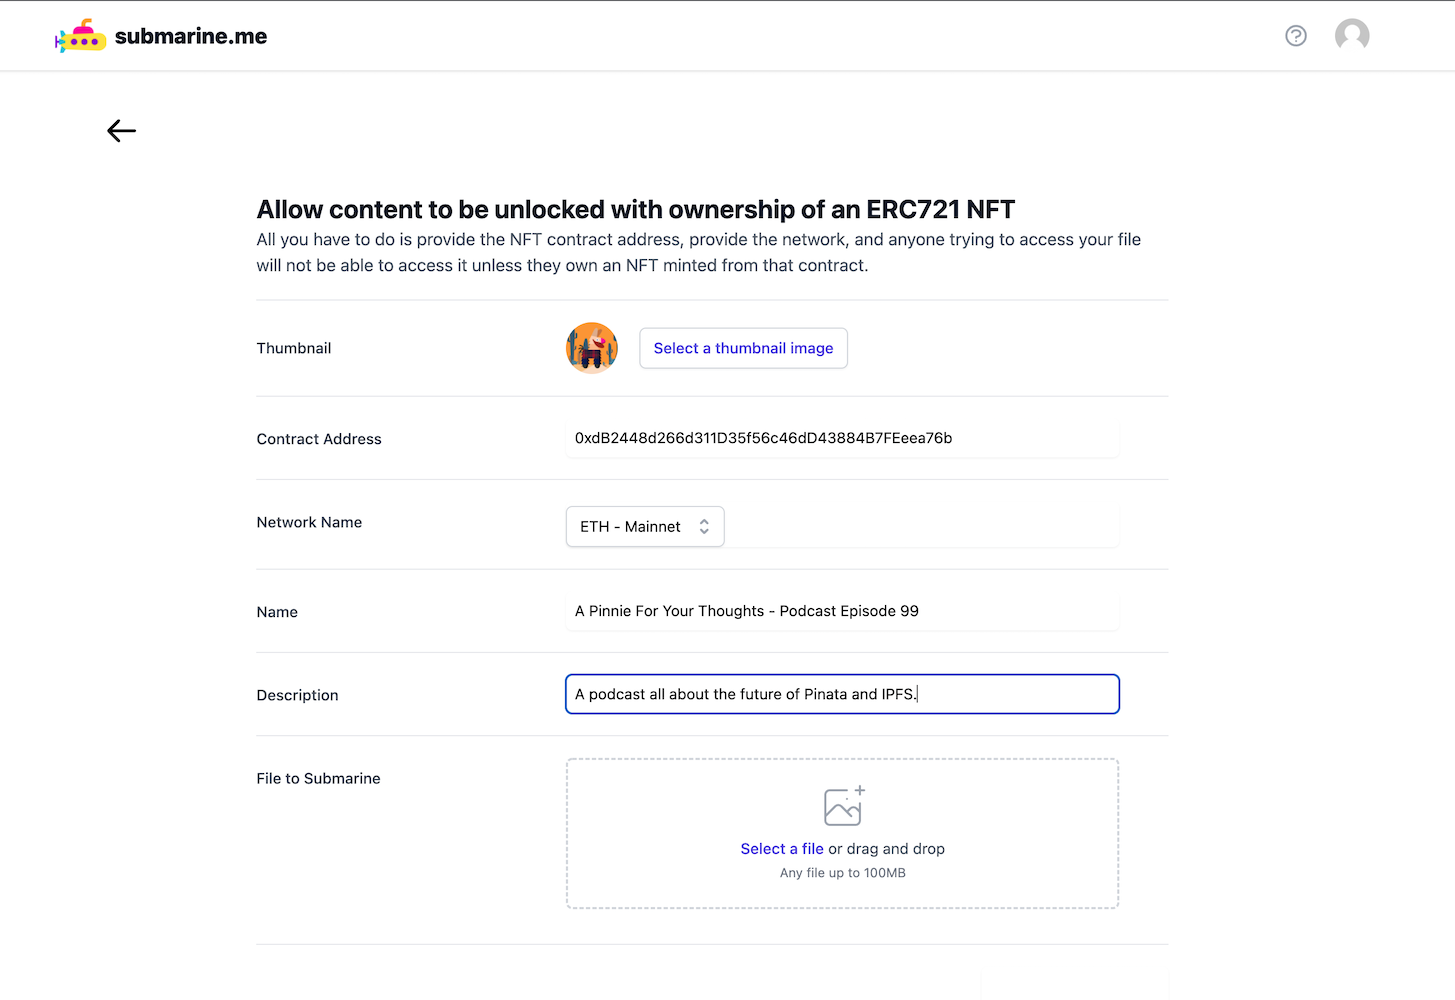 submarine.me
Allow content to be unlocked with ownership of an ERC721 NFT
All you have to do is provide the NFT contract address, provide the network, and anyone trying to access your file
will not be able to access it unless they own an NFT minted from that contract.
Thumbnail
Select a thumbnail image
Contract Address
0xdB2448d266d311D35f56c46dD43884B7FEeea76b
Network Name
ETH - Mainnet
Name
A Pinnie For Your Thoughts - Podcast Episode 99
Description
A podcast all about the future of Pinata and IPFS.
File to Submarine
Select a file or drag and drop
Any file up to 100MB